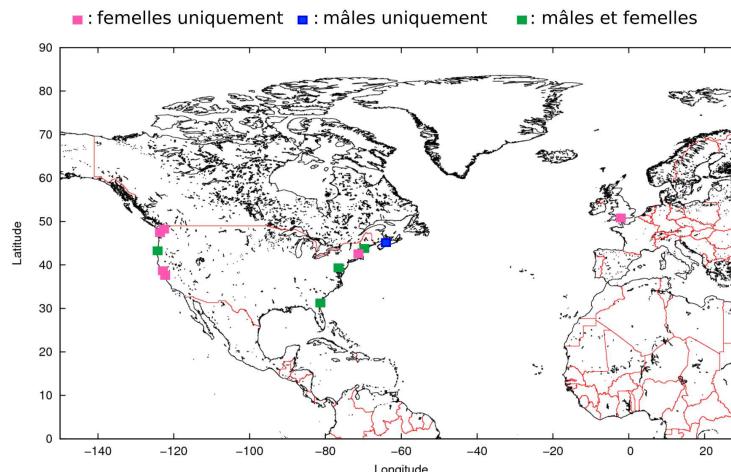 : femelles uniquement : mâles uniquement : mâles et femelles
90
80
70
60
50
40
30
20
10
0
Latitude
−140 −120 −100 −80 −60 −40 −20 0 20
Longitude